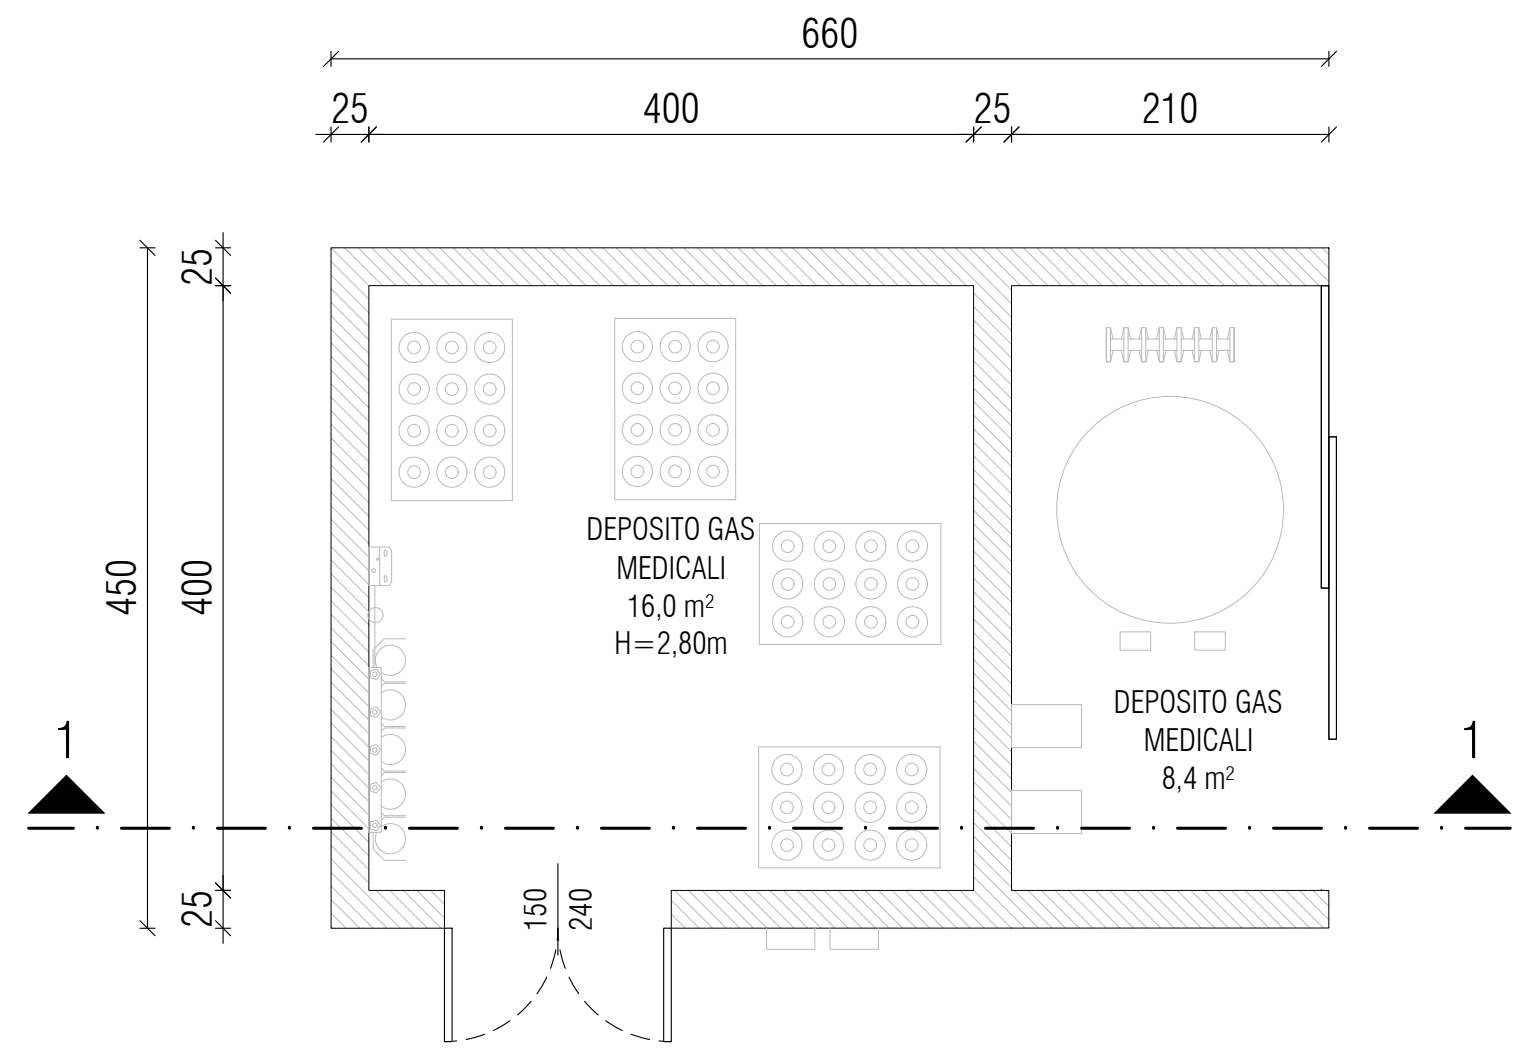 660
25 400 25 210
25
450 400
25
DEPOSITO GAS
MEDICALI
16,0 m²
H=2,80m
DEPOSITO GAS
MEDICALI
8,4 m²
1 1
150 240